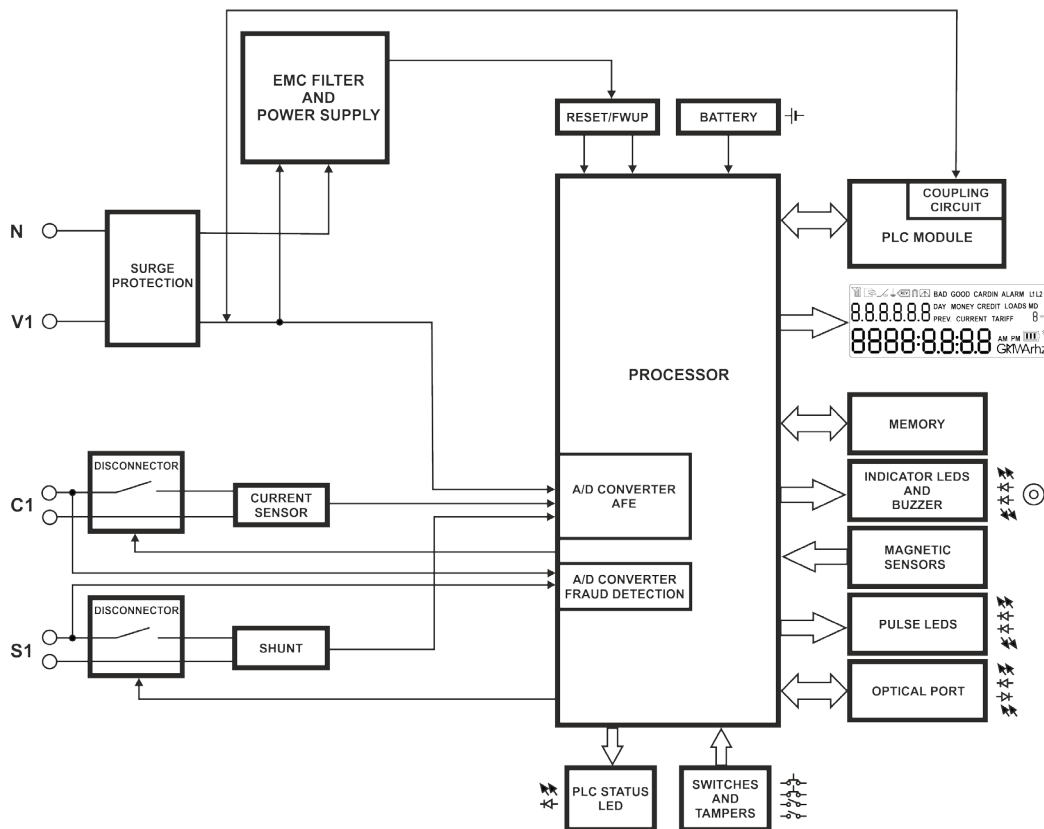 EMC FILTER
AND
POWER SUPPLY
RESET/FWUP
BATTERY
COUPLING
CIRCUIT
PLC MODULE
N
SURGE
PROTECTION
V1
BAD GOOD CARDIN ALARM L1L2
DAY MONEY CREDIT LOADS MD
PREV. CURRENT TARIFF
8.8.8.8.8.8
8
8888:8.8:8.8
AM PM
PROCESSOR
MEMORY
DISCONNECTOR
C1
CURRENT
SENSOR
A/D CONVERTER
AFE
INDICATOR LEDS
AND
BUZZER
MAGNETIC
SENSORS
A/D CONVERTER
FRAUD DETECTION
DISCONNECTOR
S1
SHUNT
PULSE LEDS
OPTICAL PORT
PLC STATUS
LED
SWITCHES
AND
TAMPERS